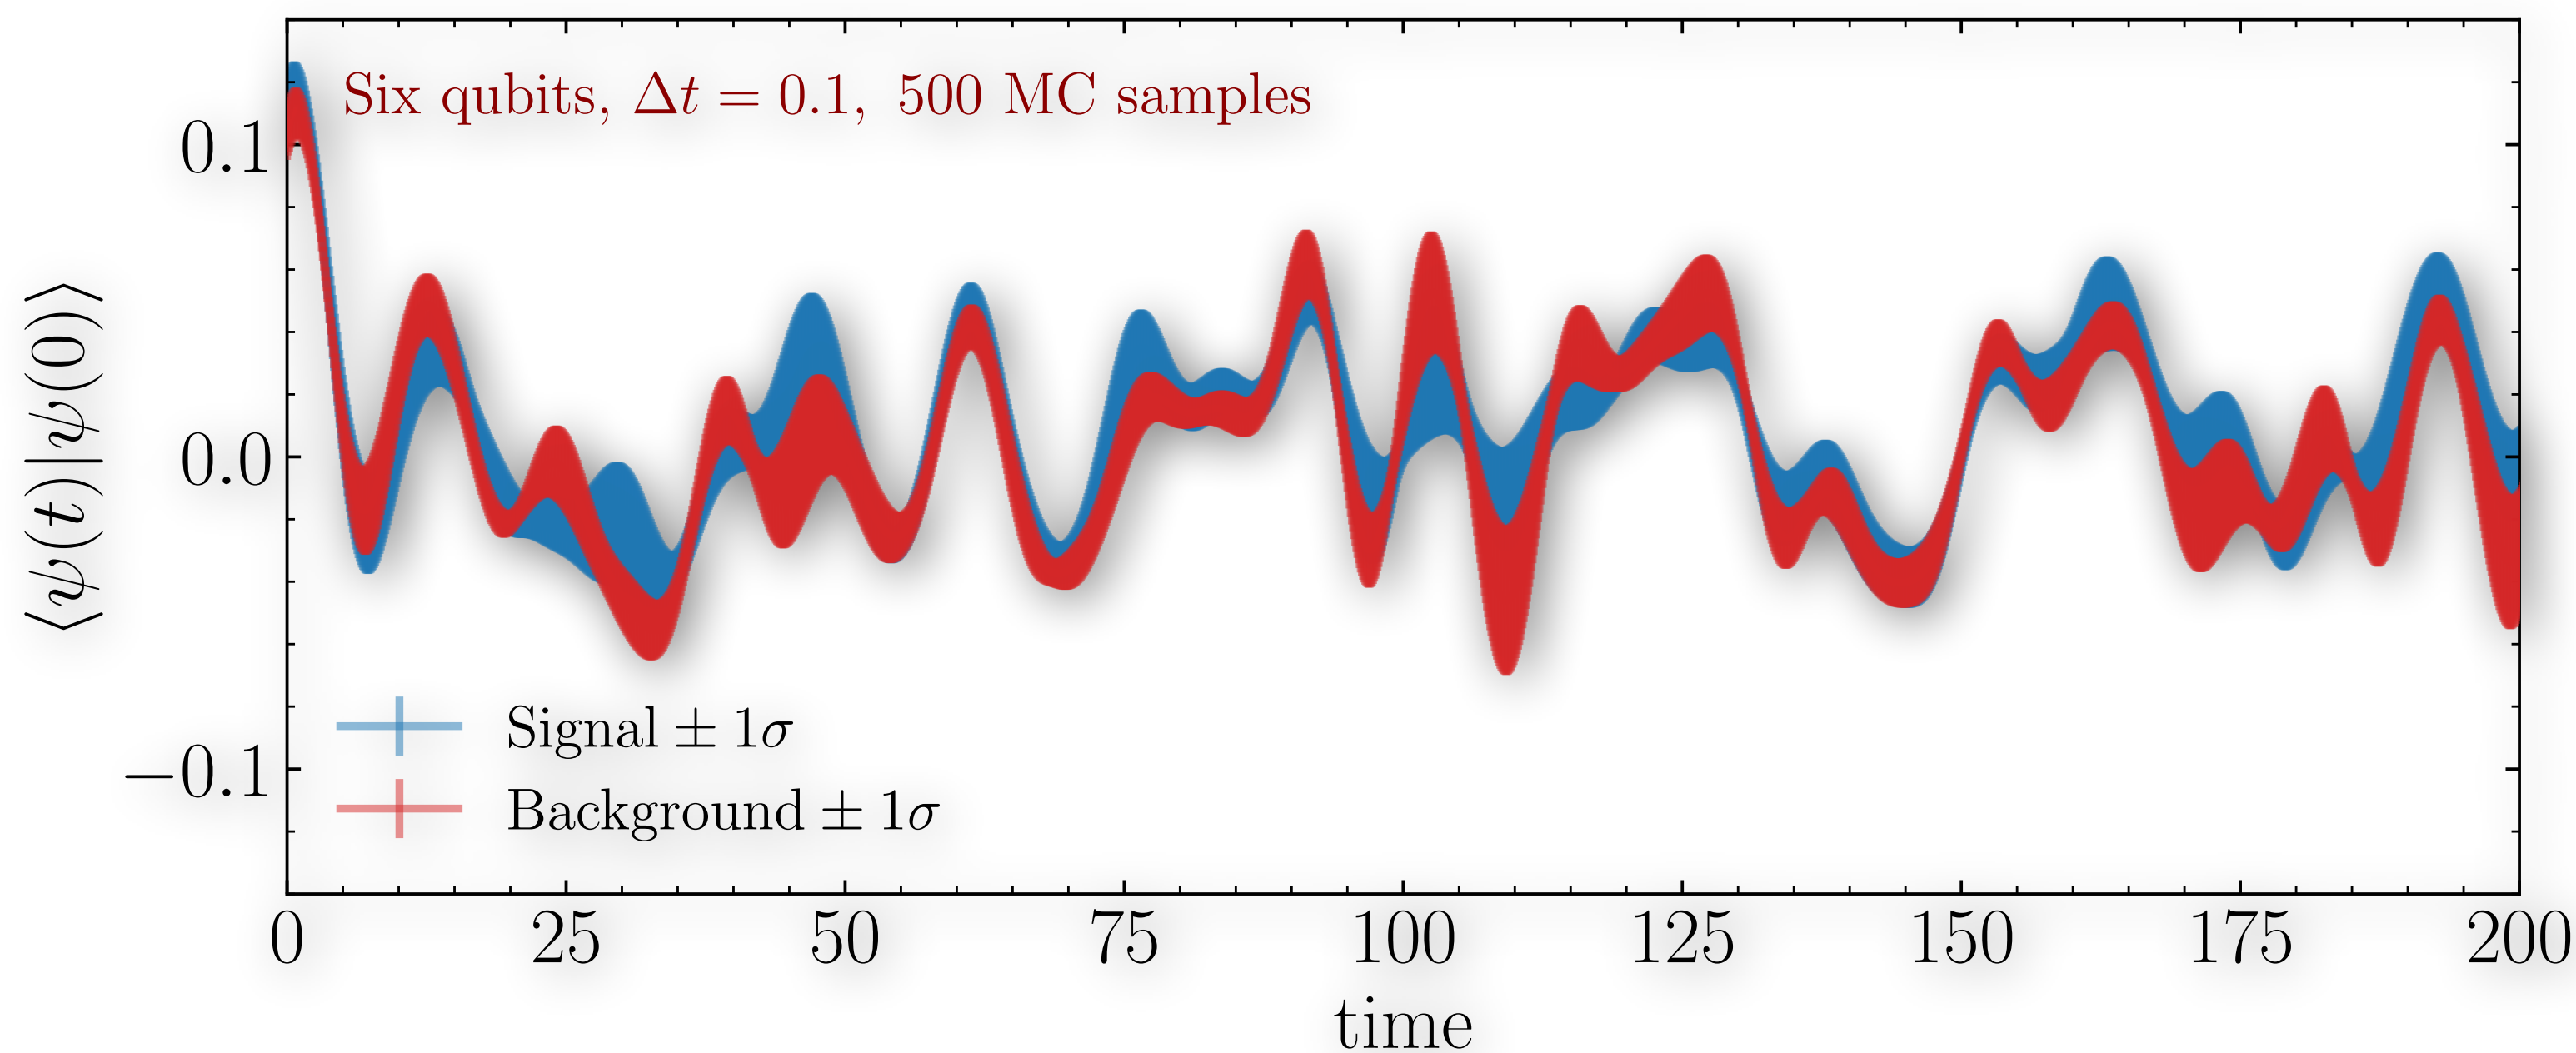 Six qubits, Δt = 0.1, 500 MC samples
⟨ψ(t)|ψ(0)⟩
0.1
0.0
−0.1
Signal ± 1σ
Background ± 1σ
0 25 50 75 100 125 150 175 200
time